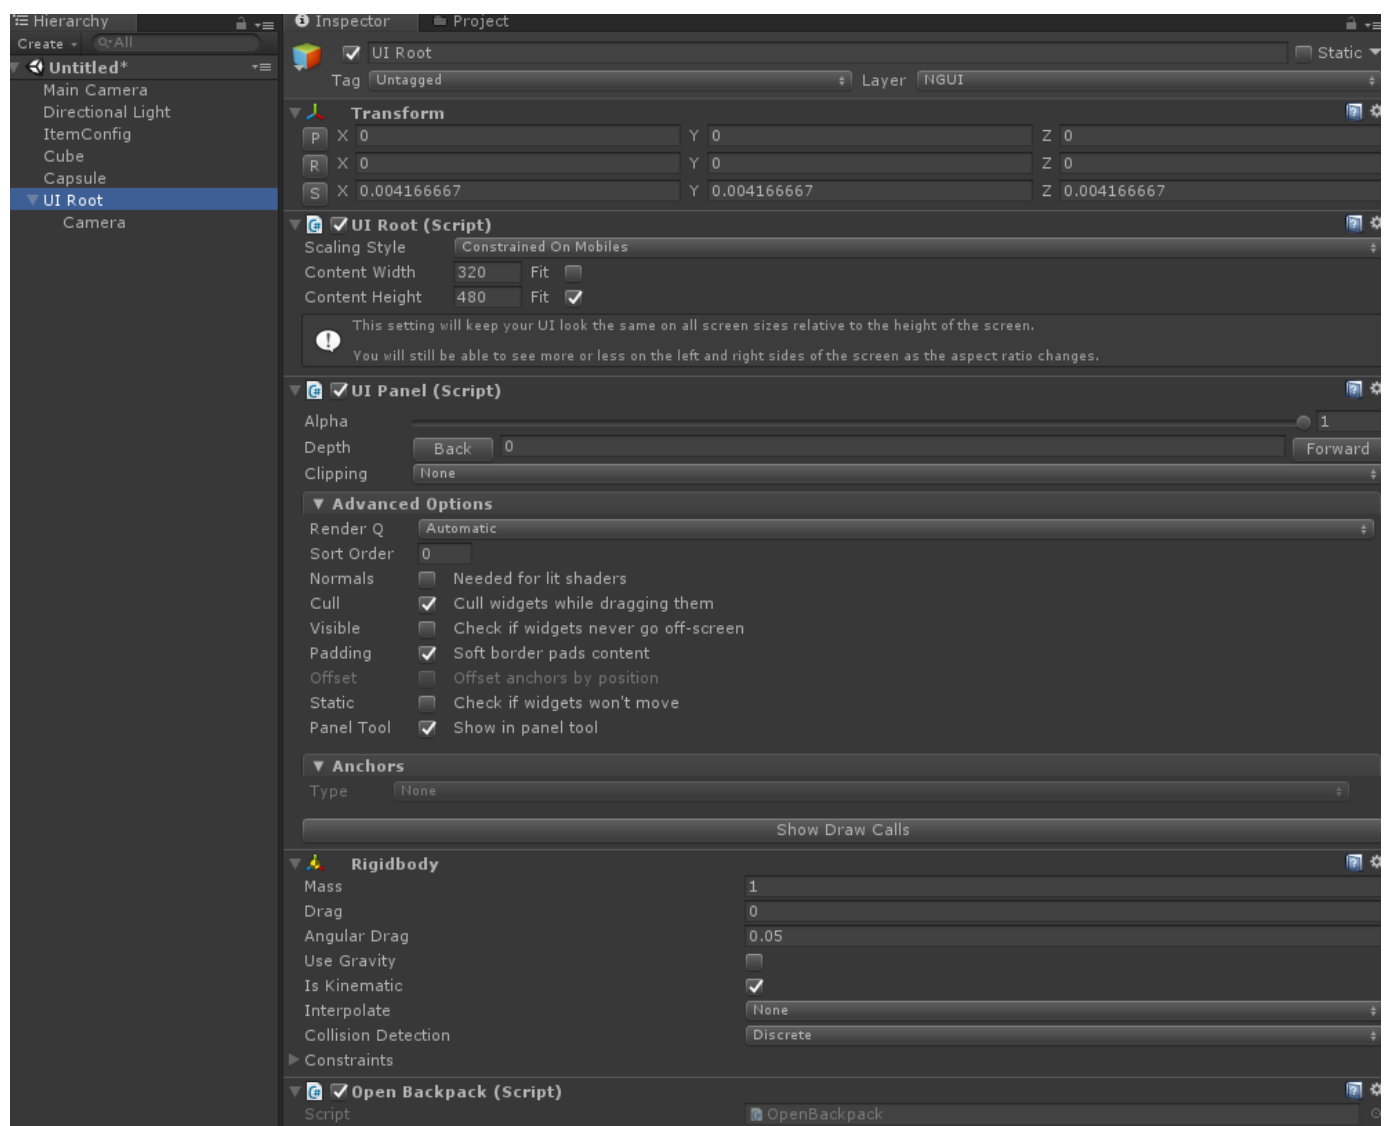 Hierarchy
Create All
Untitled*
Main Camera
Directional Light
ItemConfig
Cube
Capsule
UI Root
Camera
Inspector Project
UI Root Static
Tag Untagged Layer NGUI
Transform
P X 0 Y 0 Z 0
R X 0 Y 0 Z 0
S X 0.004166667 Y 0.004166667 Z 0.004166667
UI Root (Script)
Scaling Style Constrained On Mobiles
Content Width 320 Fit
Content Height 480 Fit
This setting will keep your UI look the same on all screen sizes relative to the height of the screen.
You will still be able to see more or less on the left and right sides of the screen as the aspect ratio changes.
UI Panel (Script)
Alpha 1
Depth Back 0 Forward
Clipping None
Advanced Options
Render Q Automatic
Sort Order 0
Normals Needed for lit shaders
Cull Cull widgets while dragging them
Visible Check if widgets never go off-screen
Padding Soft border pads content
Offset Offset anchors by position
Static Check if widgets won't move
Panel Tool Show in panel tool
Anchors
Type None
Show Draw Calls
Rigidbody
Mass 1
Drag 0
Angular Drag 0.05
Use Gravity
Is Kinematic
Interpolate None
Collision Detection Discrete
Constraints
Open Backpack (Script)
Script OpenBackpack